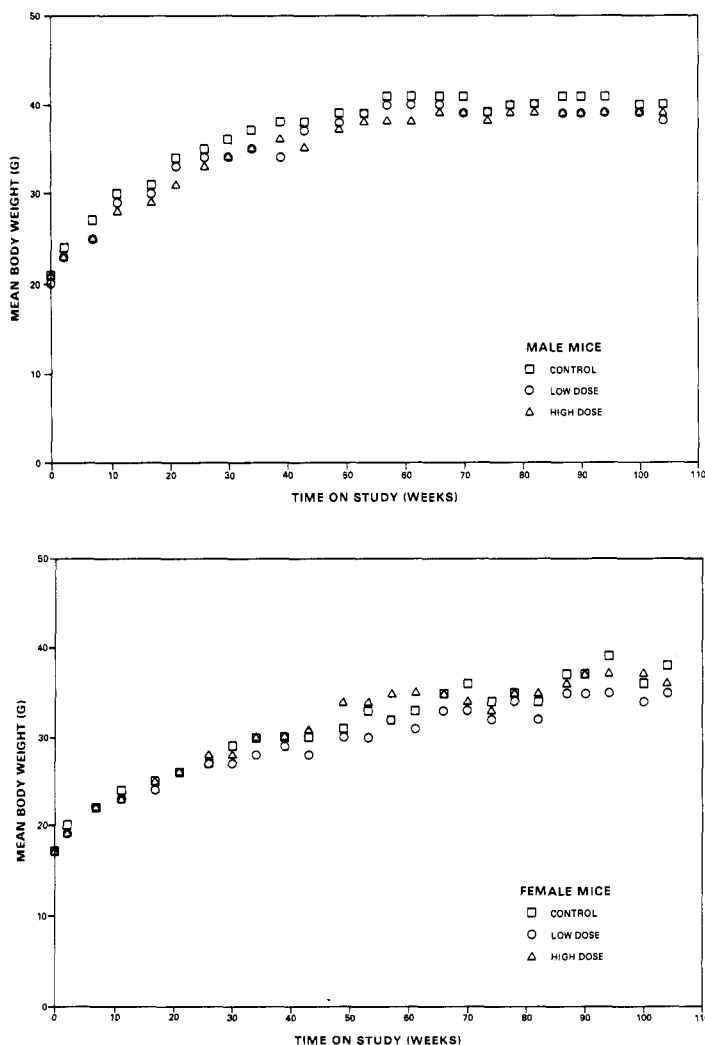 50
40
30
20
10
0
MEAN BODY WEIGHT (G)
MALE MICE
CONTROL
LOW DOSE
HIGH DOSE
0 10 20 30 40 50 60 70 80 90 100 110
TIME ON STUDY (WEEKS)
50
40
30
20
10
0
MEAN BODY WEIGHT (G)
FEMALE MICE
CONTROL
LOW DOSE
HIGH DOSE
0 10 20 30 40 50 60 70 80 90 100 11
TIME ON STUDY (WEEKS)